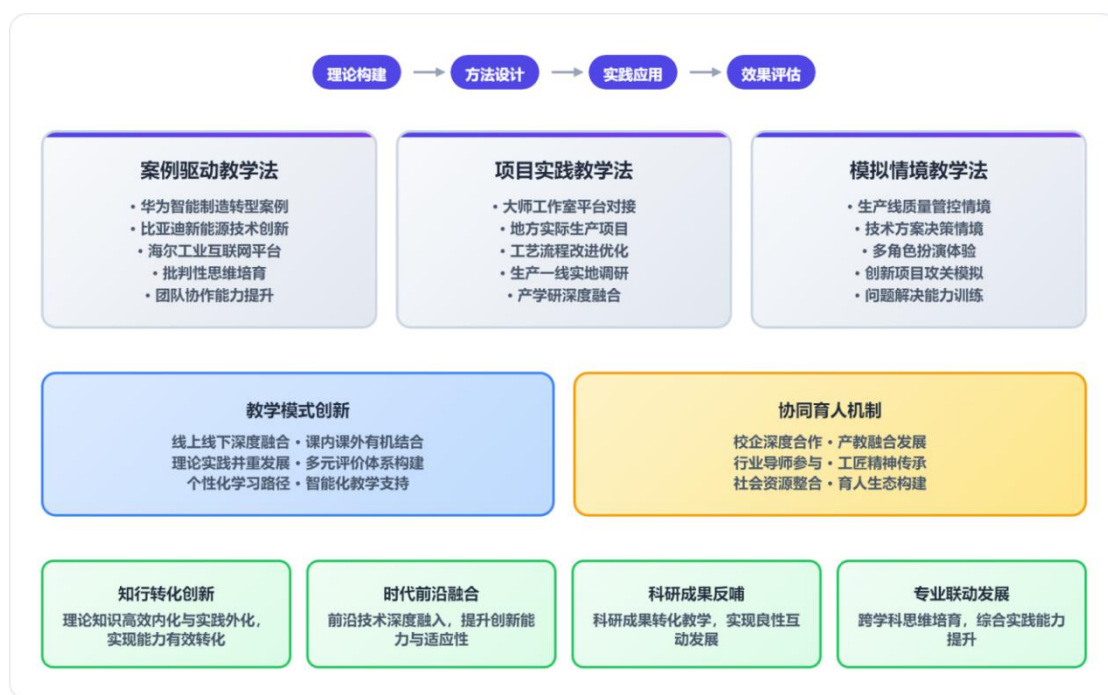 理论构建 → 方法设计 → 实践应用 → 效果评估
案例驱动教学法
• 华为智能制造转型案例
• 比亚迪新能源技术创新
• 海尔工业互联网平台
• 批判性思维培育
• 团队协作能力提升
项目实践教学法
• 大师工作室平台对接
• 地方实际生产项目
• 工艺流程改进优化
• 生产一线实地调研
• 产学研深度融合
模拟情境教学法
• 生产线质量管控情境
• 技术方案决策情境
• 多角色扮演体验
• 创新项目攻关模拟
• 问题解决能力训练
教学模式创新
线上线下深度融合 • 课内课外有机结合
理论实践并重发展 • 多元评价体系构建
个性化学习路径 • 智能化教学支持
协同育人机制
校企深度合作 • 产教融合发展
行业导师参与 • 工匠精神传承
社会资源整合 • 育人生态构建
知行转化创新
理论知识高效内化与实践外化，
实现能力有效转化
时代前沿融合
前沿技术深度融入，提升创新能
力与适应性
科研成果反哺
科研成果转化教学，实现良性互
动发展
专业联动发展
跨学科思维培育，综合实践能力
提升